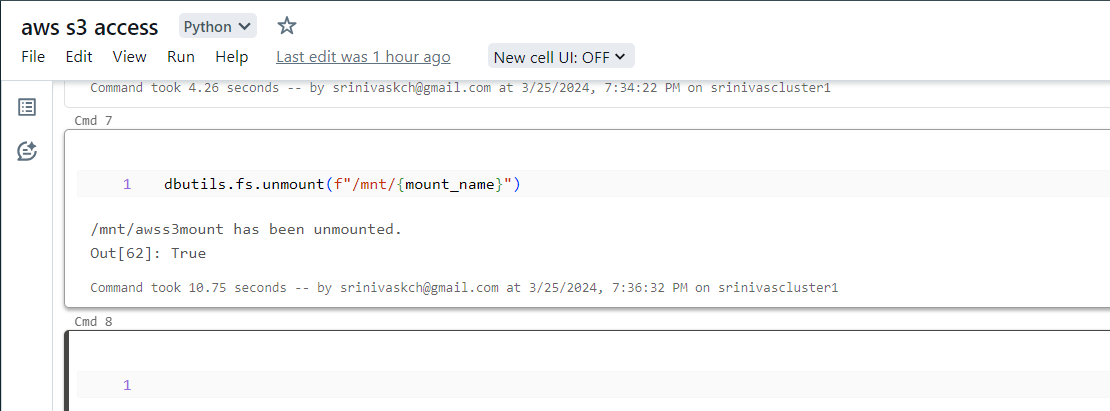 aws s3 access Python
File Edit View Run Help Last edit was 1 hour ago New cell UI: OFF
Command took 4.26 seconds -- by srinivaskch@gmail.com at 3/25/2024, 7:34:22 PM on srinivascluster1
Cmd 7
1 dbutils.fs.unmount(f"/mnt/{mount_name}")
/mnt/awss3mount has been unmounted.
Out[62]: True
Command took 10.75 seconds -- by srinivaskch@gmail.com at 3/25/2024, 7:36:32 PM on srinivascluster1
Cmd 8
1